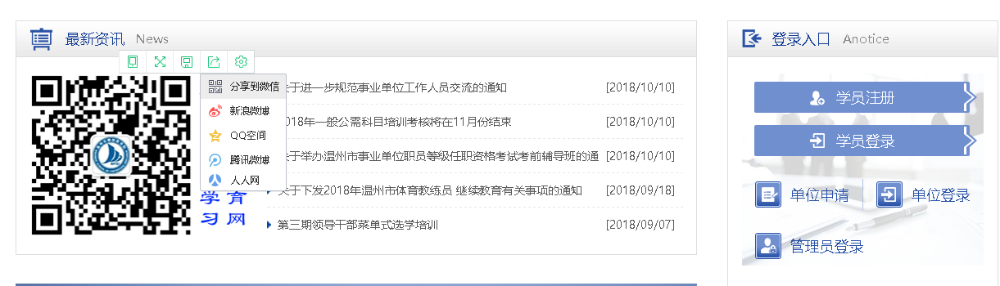 最新资讯 News
登录入口 Anotice
分享到微信
新浪微博
QQ空间
腾讯微博
人人网
于进一步规范事业单位工作人员交流的通知 [2018/10/10]
018年一般公需科目培训考核将在11月份结束 [2018/10/10]
于举办温州市事业单位职员等级任职资格考试考前辅导班的通 [2018/10/10]
关于下发2018年温州市体育教练员 继续教育有关事项的通知 [2018/09/18]
第三期领导干部菜单式选学培训 [2018/09/07]
学 育
习 网
学员注册
学员登录
单位申请
单位登录
管理员登录